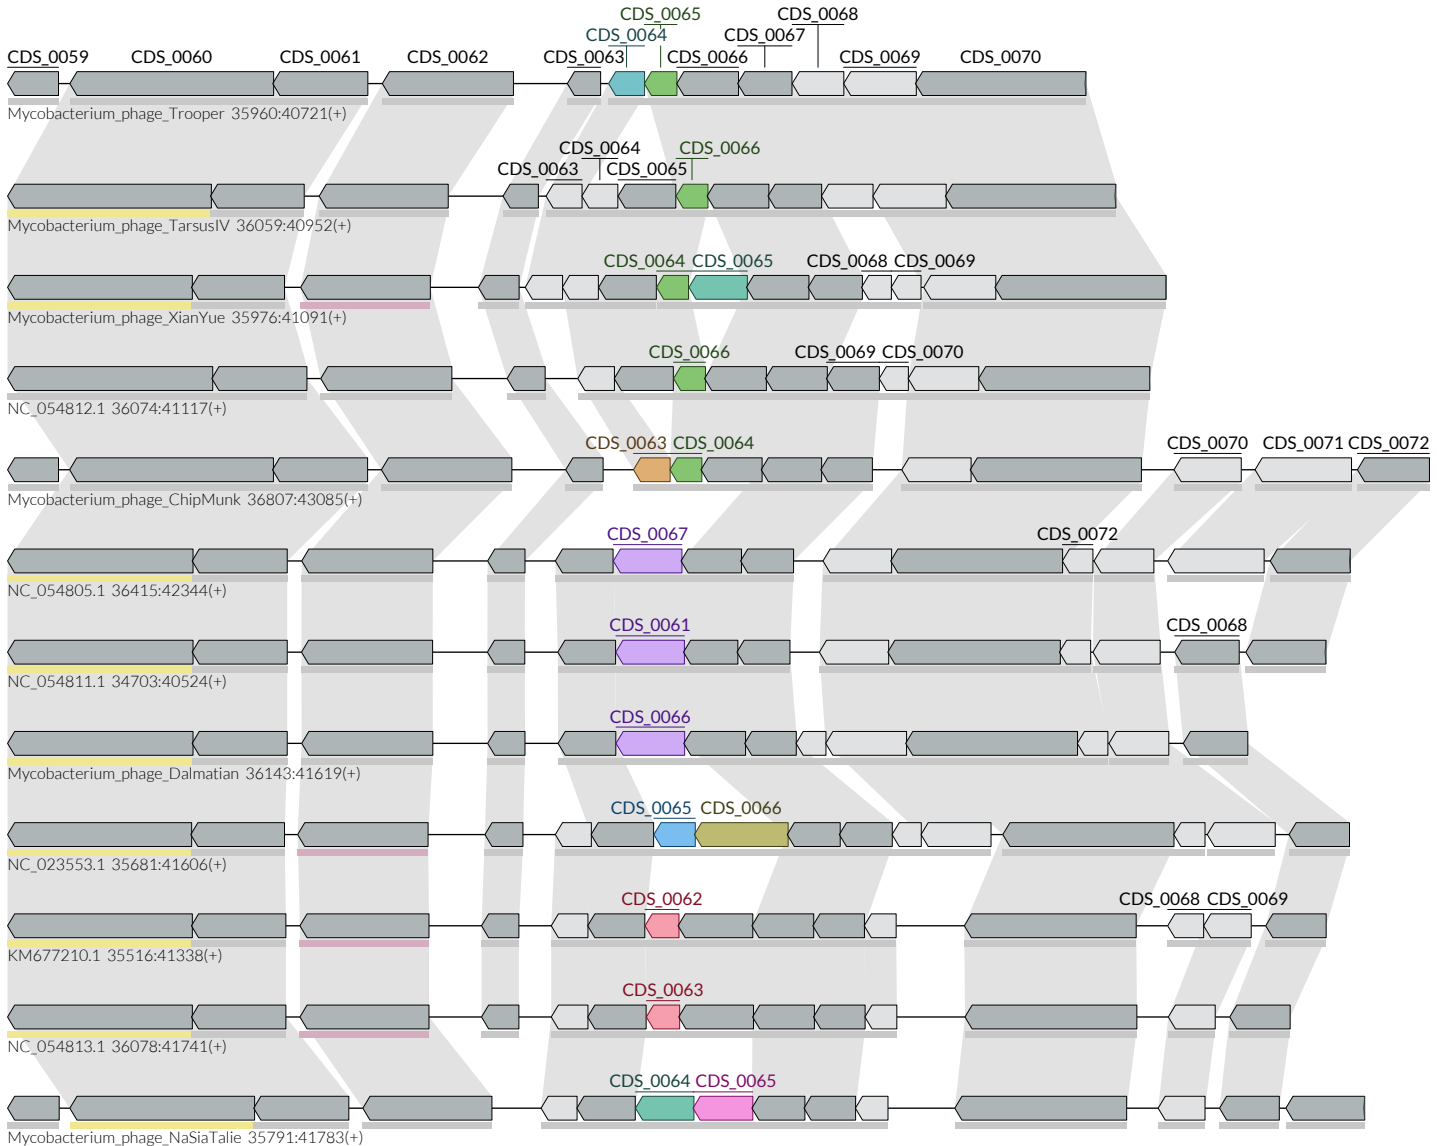 CDS_0065
CDS_0068
CDS_0064
CDS_0067
CDS_0059 CDS_0060 CDS_0061 CDS_0062 CDS_0063 CDS_0066 CDS_0069 CDS_0070
Mycobacterium_phage_Trooper 35960:40721(+)
CDS_0064 CDS_0066
CDS_0063 CDS_0065
Mycobacterium_phage_TarsusIV 36059:40952(+)
CDS_0064 CDS_0065 CDS_0068 CDS_0069
Mycobacterium_phage_XianYue 35976:41091(+)
CDS_0066 CDS_0069 CDS_0070
NC_054812.1 36074:41117(+)
CDS_0063 CDS_0064 CDS_0070 CDS_0071 CDS_0072
Mycobacterium_phage_ChipMunk 36807:43085(+)
CDS_0067 CDS_0072
NC_054805.1 36415:42344(+)
CDS_0061 CDS_0068
NC_054811.1 34703:40524(+)
CDS_0066
Mycobacterium_phage_Dalmatian 36143:41619(+)
CDS_0065 CDS_0066
NC_023553.1 35681:41606(+)
CDS_0062 CDS_0068 CDS_0069
KM677210.1 35516:41338(+)
CDS_0063
NC_054813.1 36078:41741(+)
CDS_0064 CDS_0065
Mycobacterium_phage_NaSiaTalie 35791:41783(+)